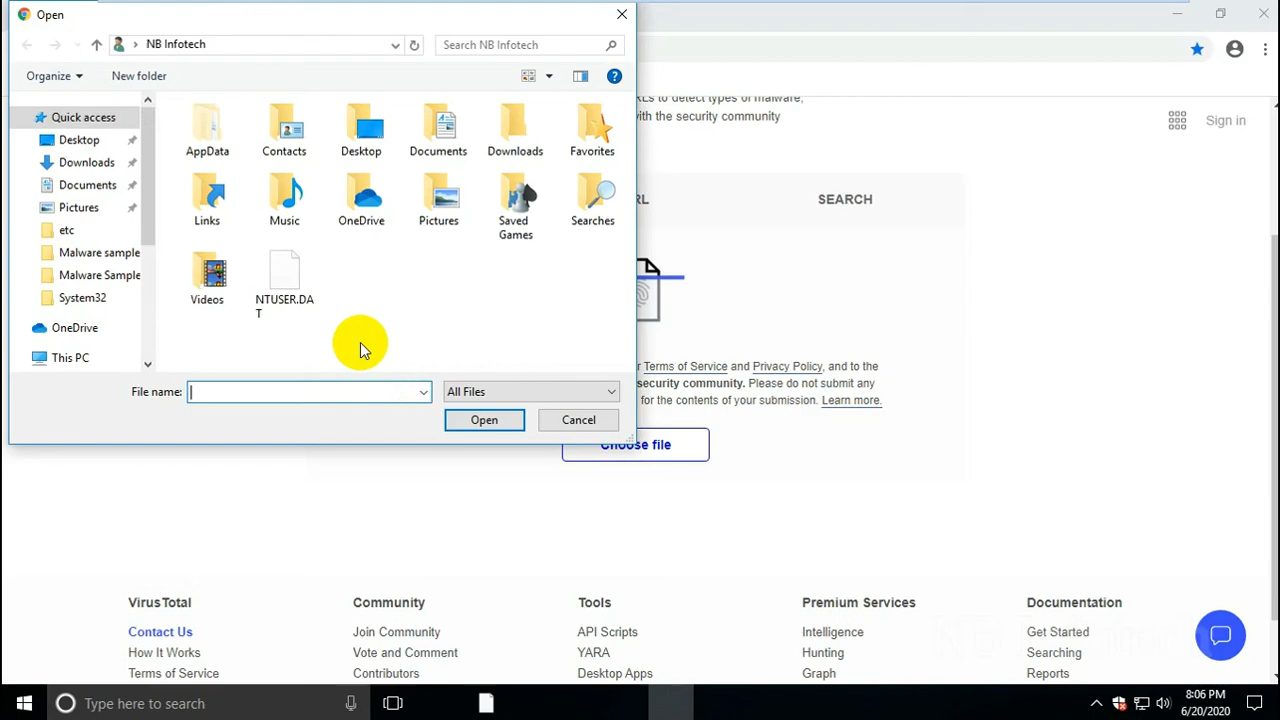 Open
NB Infotech
Search NB Infotech
Organize
New folder
Quick access
Desktop
Downloads
Documents
Pictures
etc
Malware sample
Malware Sample
System32
OneDrive
This PC
AppData
Contacts
Desktop
Documents
Downloads
Favorites
Links
Music
OneDrive
Pictures
Saved
Games
Searches
Videos
NTUSER.DA
T
File name:
All Files
Open
Cancel
to detect types of malware,
with the security community
Sign in
RL
SEARCH
Terms of Service and Privacy Policy, and to the
security community. Please do not submit any
for the contents of your submission. Learn more.
Choose file
VirusTotal
Contact Us
How It Works
Terms of Service
Community
Join Community
Vote and Comment
Contributors
Tools
API Scripts
YARA
Desktop Apps
Premium Services
Intelligence
Hunting
Graph
Documentation
Get Started
Searching
Reports
Type here to search
8:06 PM
6/20/2020